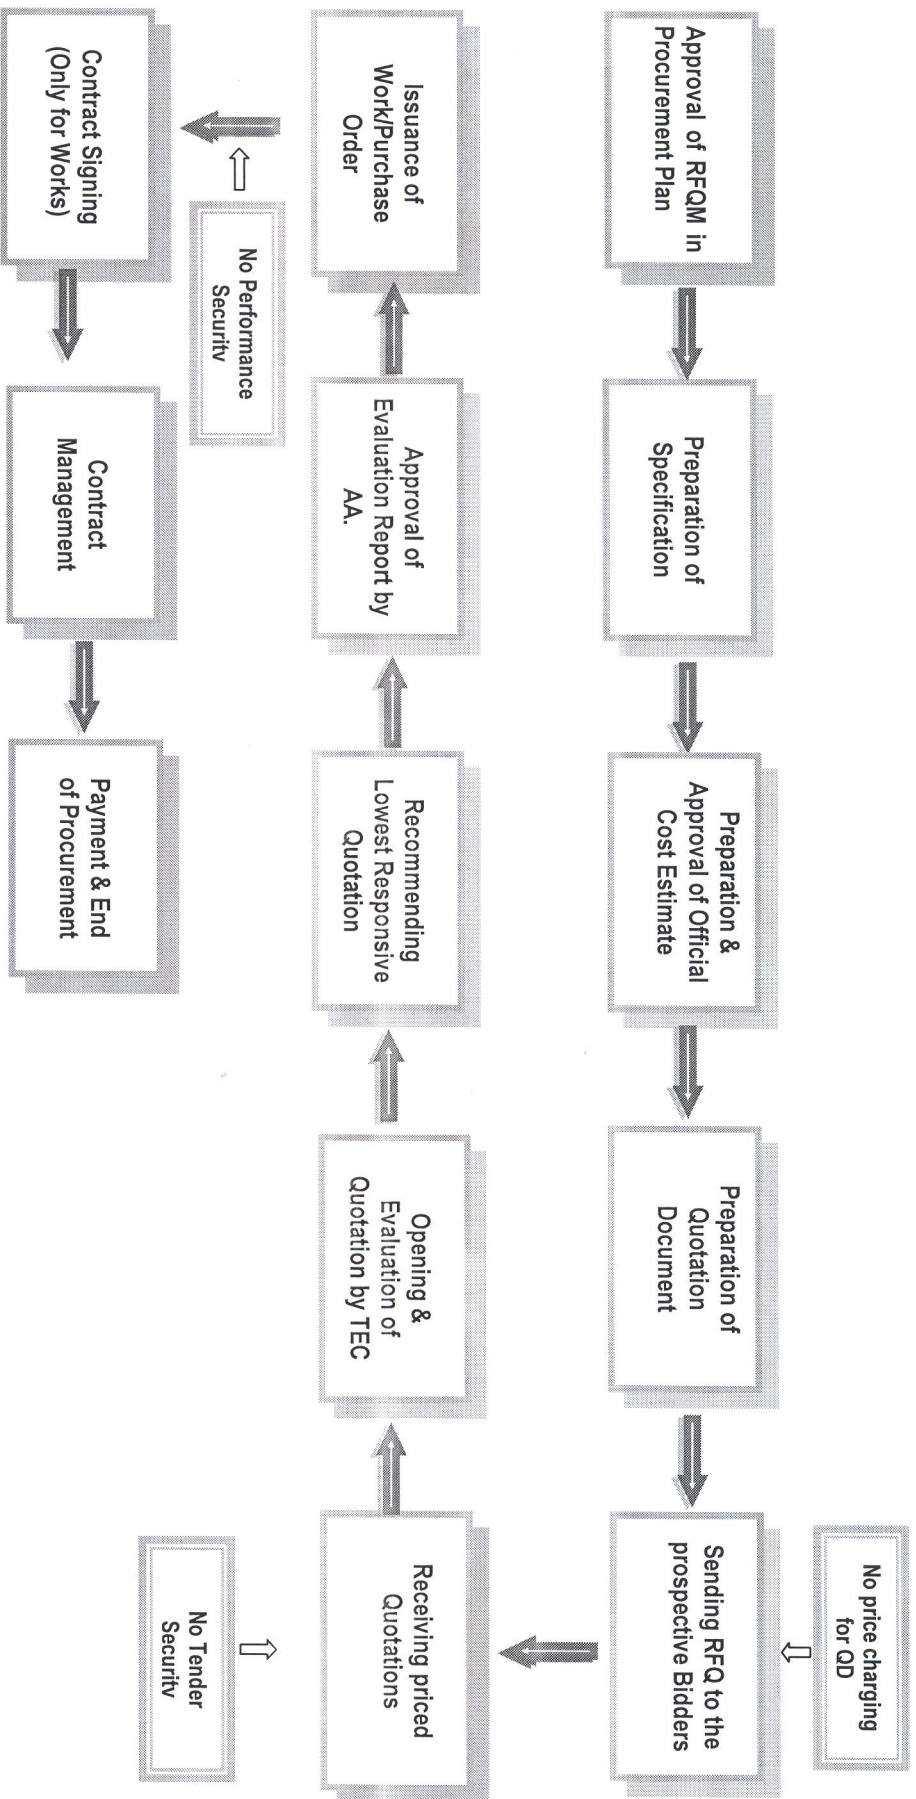 No price charging
for QD
Approval of RFQM in
Procurement Plan
Preparation of
Specification
Preparation &
Approval of Official
Cost Estimate
Preparation of
Quotation
Document
Sending RFQ to the
prospective Bidders
Receiving priced
Quotations
No Tender
Security
Opening &
Evaluation of
Quotation by TEC
Recommending
Lowest Responsive
Quotation
Approval of
Evaluation Report by
AA.
Issuance of
Work/Purchase
Order
No Performance
Security
Contract Signing
(Only for Works)
Contract
Management
Payment & End
of Procurement